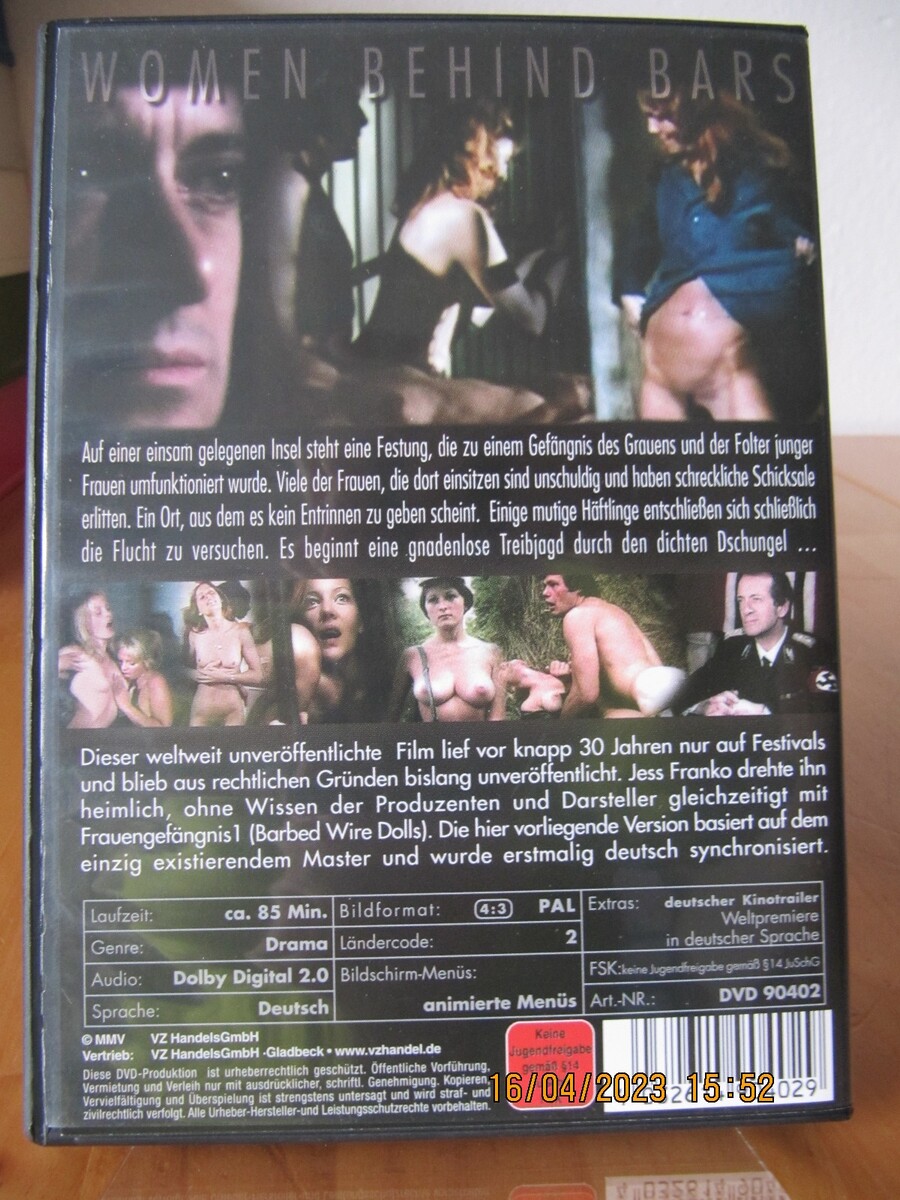 WOMEN BEHIND BARS
Auf einer einsam gelegenen Insel steht eine Festung, die zu einem Gefängnis des Grauens und der Folter junger
Frauen umfunktioniert wurde. Viele der Frauen, die dort einsitzen sind unschuldig und haben schreckliche Schicksale
erlitten. Ein Ort, aus dem es kein Entrinnen zu geben scheint. Einige mutige Häftlinge entschließen sich schließlich
die Flucht zu versuchen. Es beginnt eine gnadenlose Treibjagd durch den dichten Dschungel ...
Dieser weltweit unveröffentlichte Film lief vor knapp 30 Jahren nur auf Festivals
und blieb aus rechtlichen Gründen bislang unveröffentlicht. Jess Franko drehte ihn
heimlich, ohne Wissen der Produzenten und Darsteller gleichzeitigt mit
Frauengefängnis1 (Barbed Wire Dolls). Die hier vorliegende Version basiert auf dem
einzig existierendem Master und wurde erstmalig deutsch synchronisiert.
Laufzeit: ca. 85 Min.
Genre: Drama
Audio: Dolby Digital 2.0
Sprache: Deutsch
Bildformat: 4:3 PAL
Ländercode: 2
Bildschirm-Menüs:
animierte Menüs
Extras: deutscher Kinotrailer
Weltpremiere
in deutscher Sprache
FSK:keine Jugendfreigabe gemäß §14 JuSchG
Art.-NR.: DVD 90402
© MMV VZ HandelsGmbH
Vertrieb: VZ HandelsGmbH -Gladbeck • www.vzhandel.de
Diese DVD-Produktion ist urheberrechtlich geschützt. Öffentliche Vorführung,
Vermietung und Verleih nur mit ausdrücklicher, schriftl. Genehmigung. Kopieren,
Vervielfältigung und Überspielung ist strengstens untersagt und wird straf- und
zivilrechtlich verfolgt. Alle Urheber-Hersteller-und Leistungsschutzrechte vorbehalten.
Keine
Jugendfreigabe
gemäß §14
16/04/2023 15:52